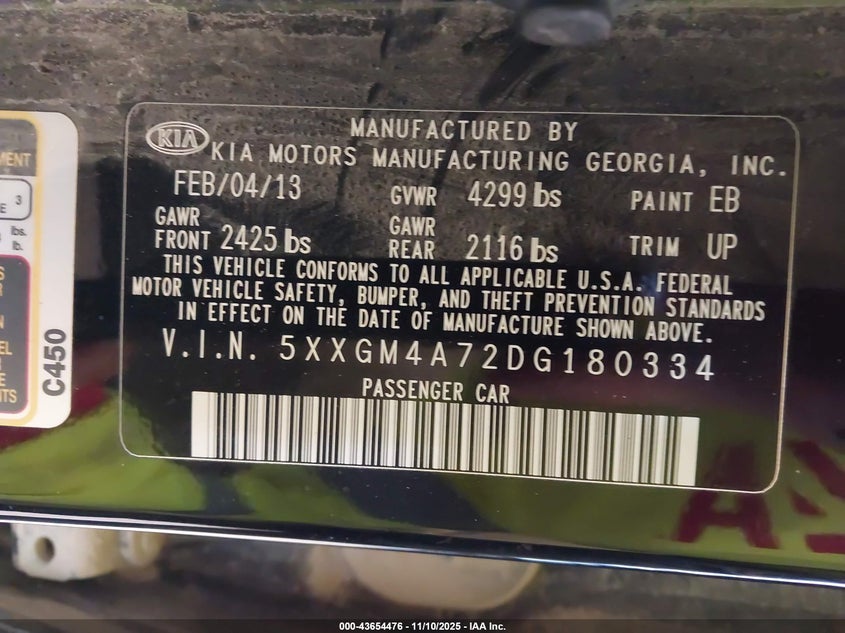 MANUFACTURED BY
KIA KIA MOTORS MANUFACTURING GEORGIA, INC.
FEB/04/13 GVWR 4299 lbs PAINT EB
GAWR FRONT 2425 lbs GAWR REAR 2116 lbs TRIM UP
THIS VEHICLE CONFORMS TO ALL APPLICABLE U.S.A. FEDERAL
MOTOR VEHICLE SAFETY, BUMPER, AND THEFT PREVENTION STANDARDS
IN EFFECT ON THE DATE OF MANUFACTURE SHOWN ABOVE.
V.I.N. 5XXGM4A72DG180334
PASSENGER CAR
3
lbs.
lb.
C450
000-43654476 - 11/10/2025 - IAA Inc.